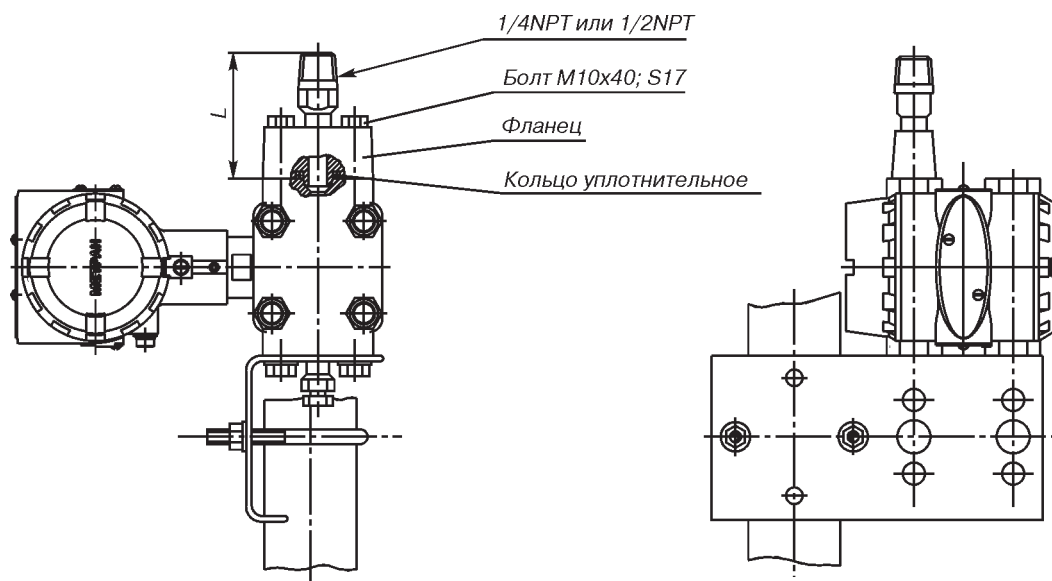 1/4NPT или 1/2NPT
Болт М10х40; S17
Фланец
Кольцо уплотнительное
L
МЕТРАН